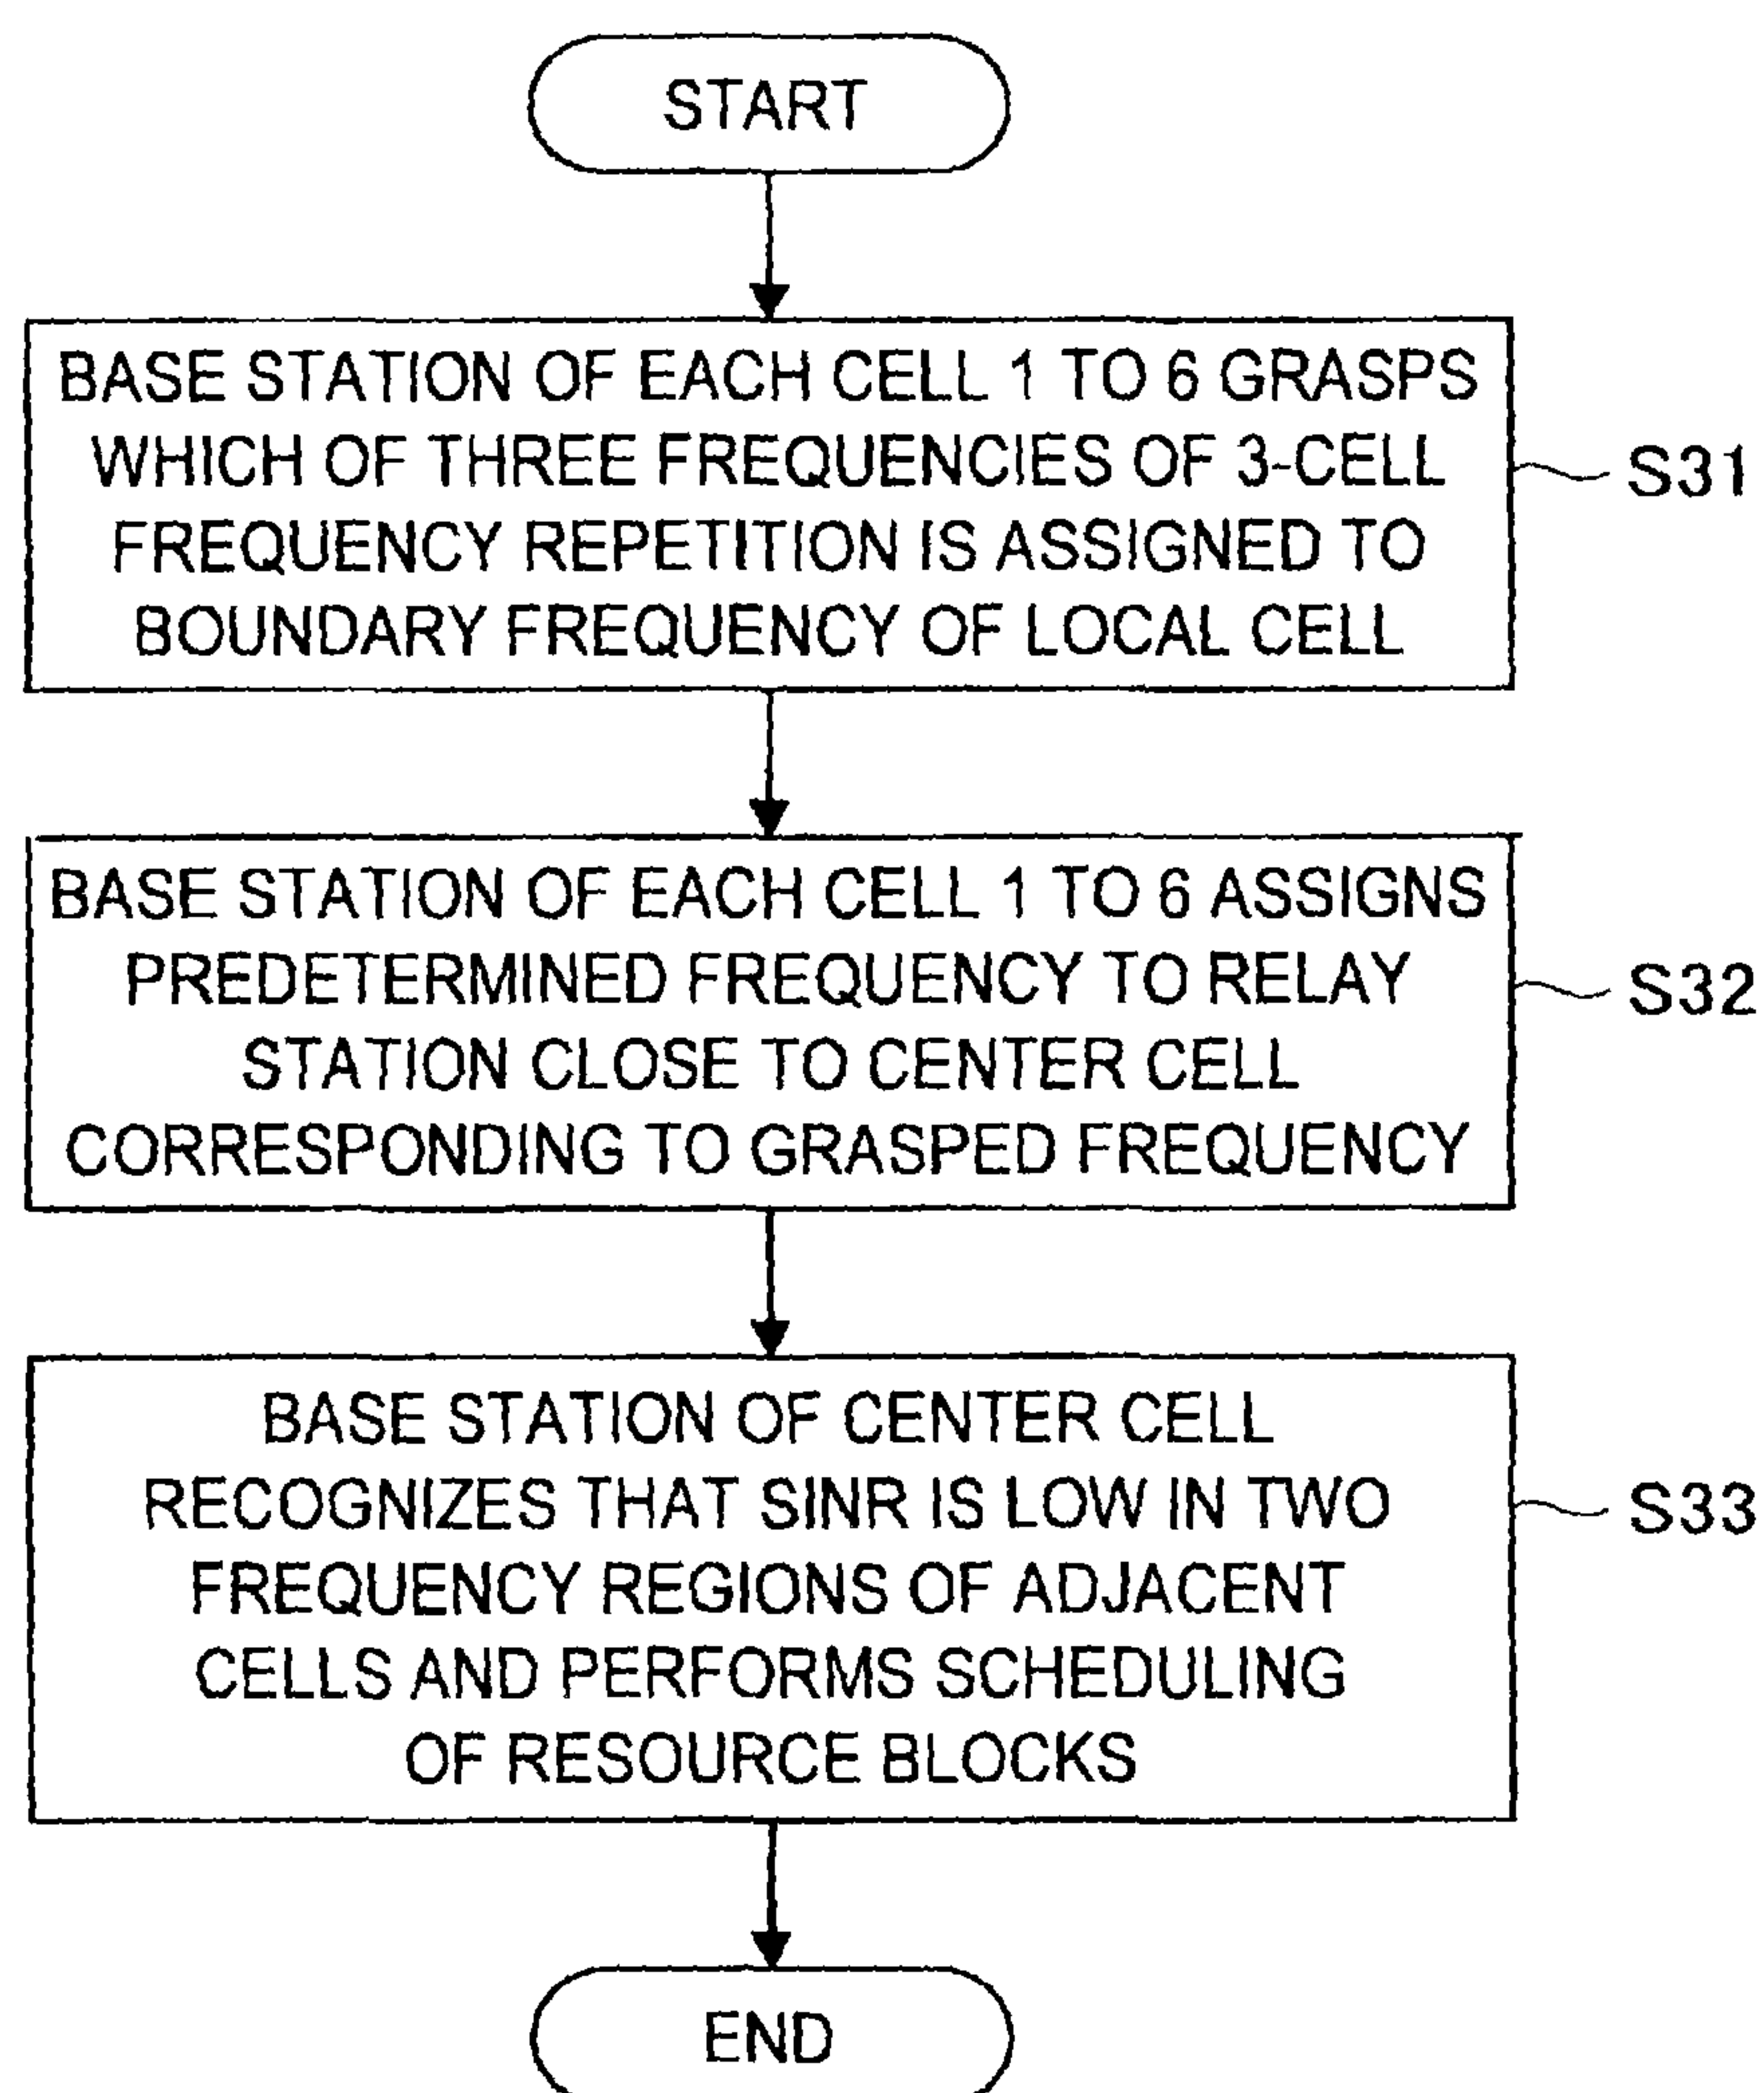 START
BASE STATION OF EACH CELL 1 TO 6 GRASPS
WHICH OF THREE FREQUENCIES OF 3-CELL
FREQUENCY REPETITION IS ASSIGNED TO
BOUNDARY FREQUENCY OF LOCAL CELL
S31
BASE STATION OF EACH CELL 1 TO 6 ASSIGNS
PREDETERMINED FREQUENCY TO RELAY
STATION CLOSE TO CENTER CELL
CORRESPONDING TO GRASPED FREQUENCY
S32
BASE STATION OF CENTER CELL
RECOGNIZES THAT SINR IS LOW IN TWO
FREQUENCY REGIONS OF ADJACENT
CELLS AND PERFORMS SCHEDULING
OF RESOURCE BLOCKS
S33
END